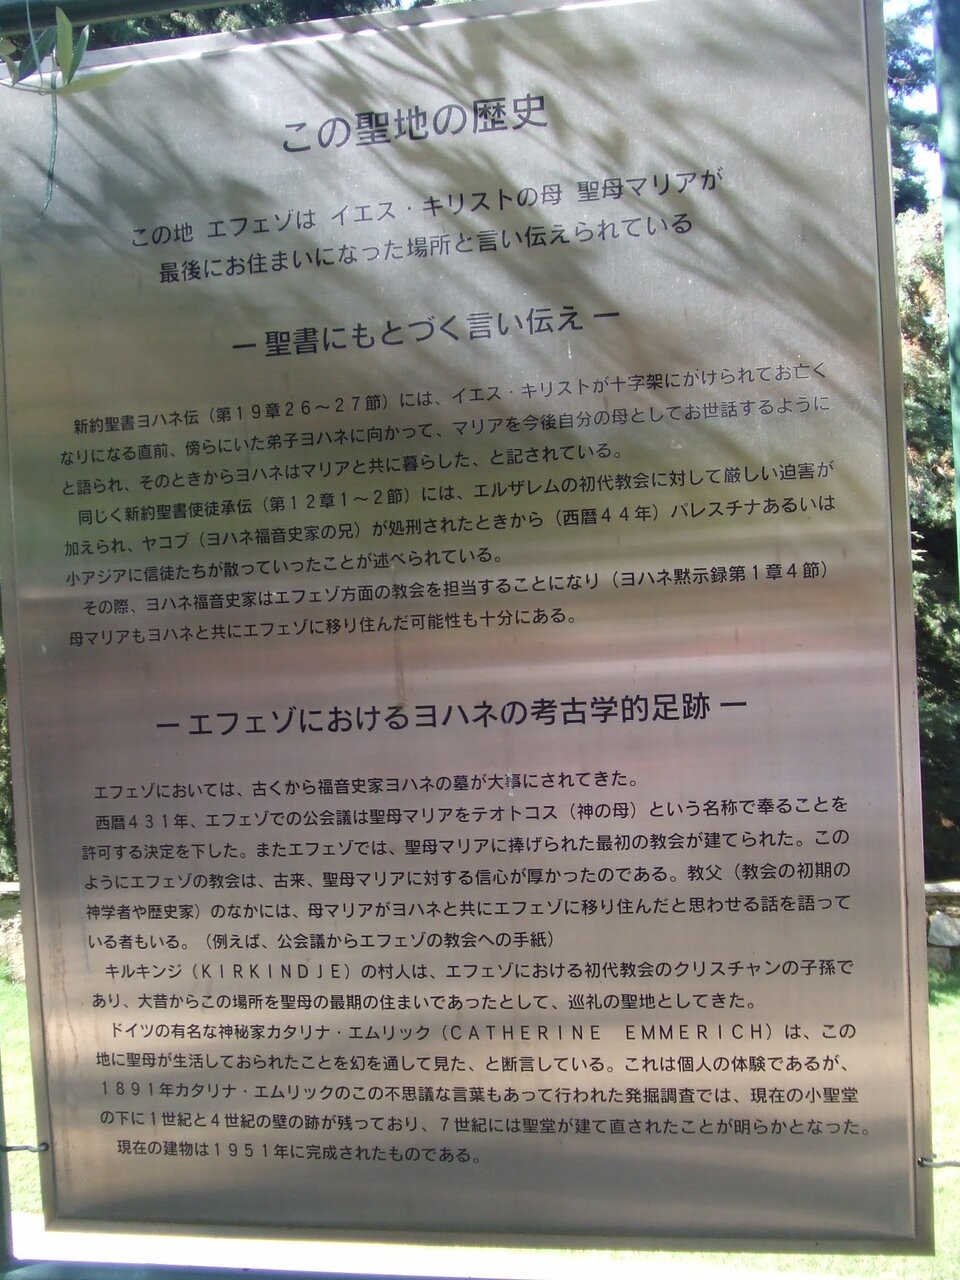 この聖地の歴史
この地 エフェゾは イエス・キリストの母 聖母マリアが
最後にお住まいになった場所と言い伝えられている
ー聖書にもとづく言い伝えー
新約聖書ヨハネ伝（第１９章２６～２７節）には、イエス・キリストが十字架にかけられてお亡く
なりになる直前、傍らにいた弟子ヨハネに向かって、マリアを今後自分の母としてお世話するように
と語られ、そのときからヨハネはマリアと共に暮らした、と記されている。
同じく新約聖書使徒承伝（第１２章１～２節）には、エルザレムの初代教会に対して厳しい迫害が
加えられ、ヤコブ（ヨハネ福音史家の兄）が処刑されたときから（西暦４４年）パレスチナあるいは
小アジアに信徒たちが散っていったことが述べられている。
その際、ヨハネ福音史家はエフェゾ方面の教会を担当することになり（ヨハネ黙示録第１章４節）
母マリアもヨハネと共にエフェゾに移り住んだ可能性も十分にある。
ーエフェゾにおけるヨハネの考古学的足跡ー
エフェゾにおいては、古くから福音史家ヨハネの墓が大事にされてきた。
西暦４３１年、エフェゾでの公会議は聖母マリアをテオトコス（神の母）という名称で奉ることを
許可する決定を下した。またエフェゾでは、聖母マリアに捧げられた最初の教会が建てられた。この
ようにエフェゾの教会は、古来、聖母マリアに対する信心が厚かったのである。教父（教会の初期の
神学者や歴史家）のなかには、母マリアがヨハネと共にエフェゾに移り住んだと思わせる話を語って
いる者もいる。（例えば、公会議からエフェゾの教会への手紙）
キルキンジ（ＫＩＲＫＩＮＤＪＥ）の村人は、エフェゾにおける初代教会のクリスチャンの子孫で
あり、大昔からこの場所を聖母の最期の住まいであったとして、巡礼の聖地としてきた。
ドイツの有名な神秘家カタリナ・エムリック（ＣＡＴＨＥＲＩＮＥ　ＥＭＭＥＲＩＣＨ）は、この
地に聖母が生活しておられたことを幻を通して見た、と断言している。これは個人の体験であるが、
１８９１年カタリナ・エムリックのこの不思議な言葉もあって行われた発掘調査では、現在の小聖堂
の下に１世紀と４世紀の壁の跡が残っており、７世紀には聖堂が建て直されたことが明らかとなった。
現在の建物は１９５１年に完成されたものである。